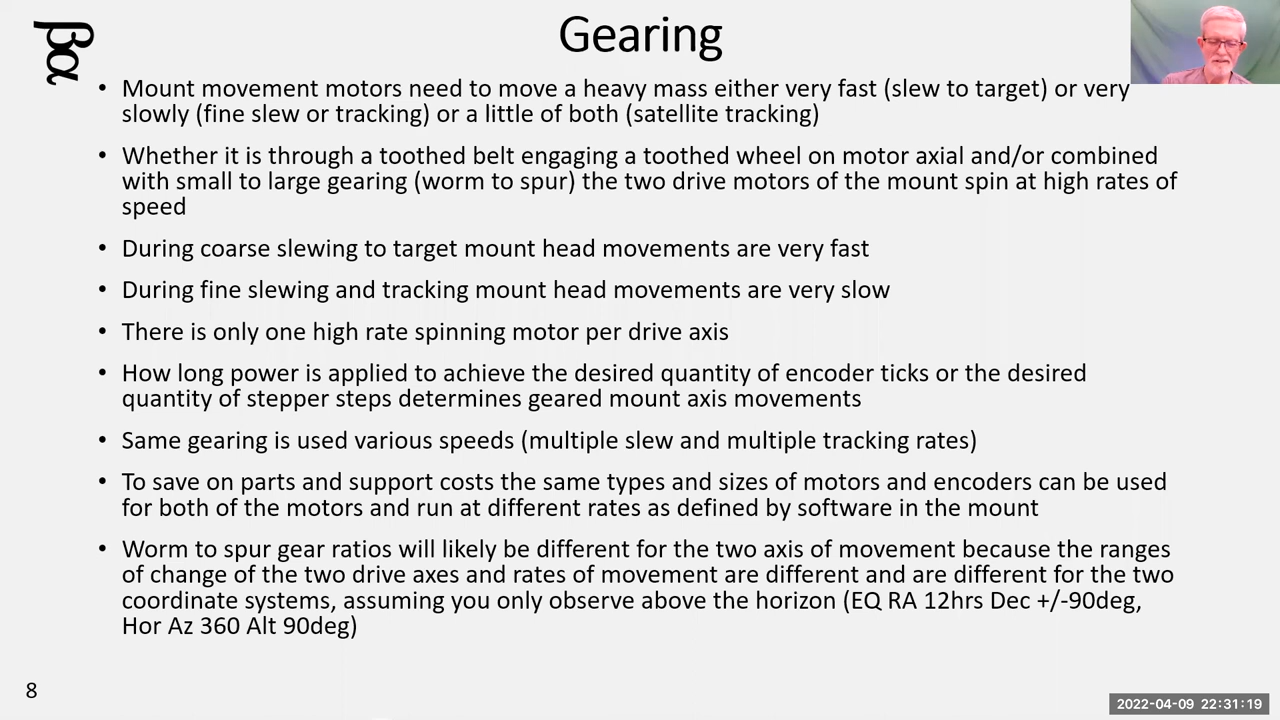 βα
Gearing
• Mount movement motors need to move a heavy mass either very fast (slew to target) or very
slowly (fine slew or tracking) or a little of both (satellite tracking)
• Whether it is through a toothed belt engaging a toothed wheel on motor axial and/or combined
with small to large gearing (worm to spur) the two drive motors of the mount spin at high rates of
speed
• During coarse slewing to target mount head movements are very fast
• During fine slewing and tracking mount head movements are very slow
• There is only one high rate spinning motor per drive axis
• How long power is applied to achieve the desired quantity of encoder ticks or the desired
quantity of stepper steps determines geared mount axis movements
• Same gearing is used various speeds (multiple slew and multiple tracking rates)
• To save on parts and support costs the same types and sizes of motors and encoders can be used
for both of the motors and run at different rates as defined by software in the mount
• Worm to spur gear ratios will likely be different for the two axis of movement because the ranges
of change of the two drive axes and rates of movement are different and are different for the two
coordinate systems, assuming you only observe above the horizon (EQ RA 12hrs Dec +/-90deg,
Hor Az 360 Alt 90deg)
8
2022-04-09 22:31:19